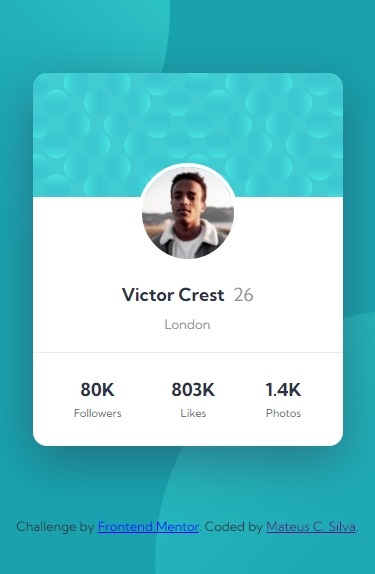 Victor Crest 26
London
80K 803K 1.4K
Followers Likes Photos
Challenge by Frontend Mentor. Coded by Mateus C. Silva.